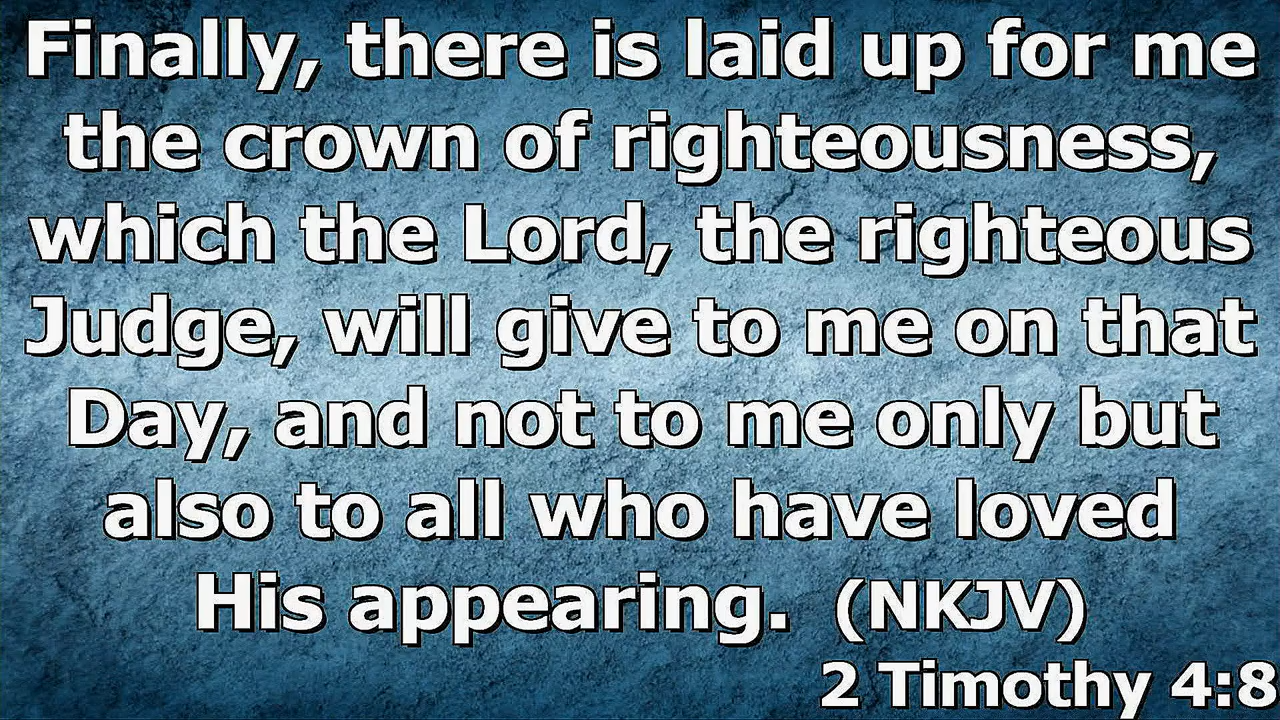 Finally, there is laid up for me
the crown of righteousness,
which the Lord, the righteous
Judge, will give to me on that
Day, and not to me only but
also to all who have loved
His appearing. (NKJV)
2 Timothy 4:8